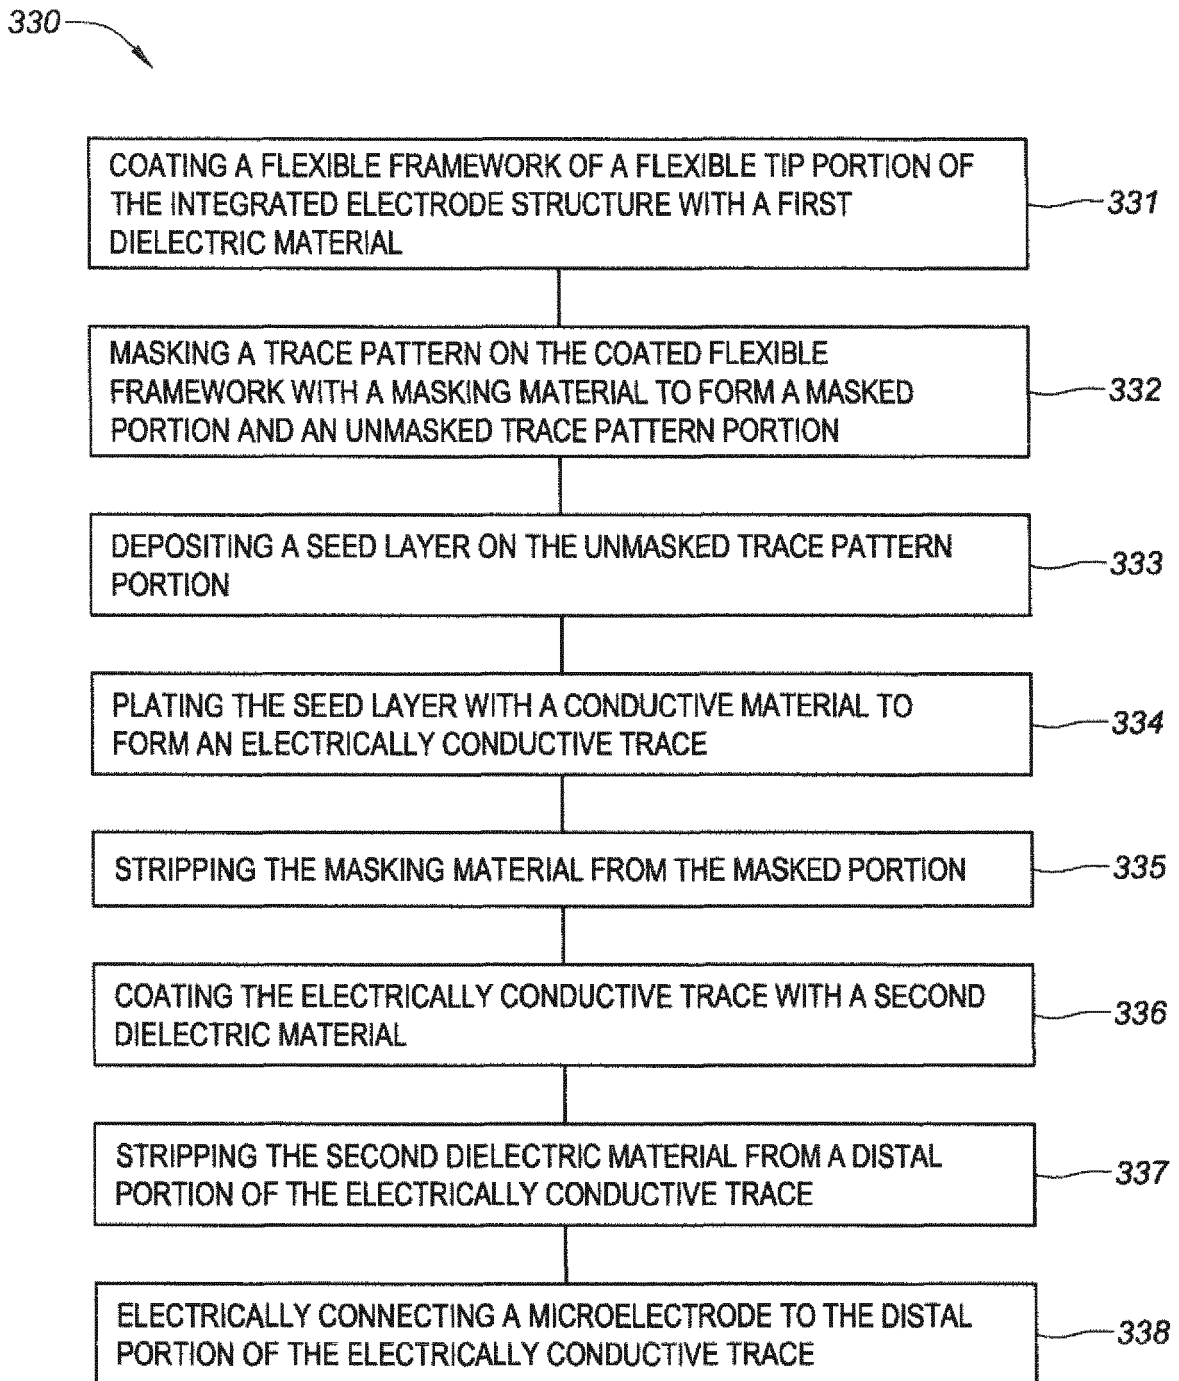 330
COATING A FLEXIBLE FRAMEWORK OF A FLEXIBLE TIP PORTION OF
THE INTEGRATED ELECTRODE STRUCTURE WITH A FIRST
DIELECTRIC MATERIAL
331
MASKING A TRACE PATTERN ON THE COATED FLEXIBLE
FRAMEWORK WITH A MASKING MATERIAL TO FORM A MASKED
PORTION AND AN UNMASKED TRACE PATTERN PORTION
332
DEPOSITING A SEED LAYER ON THE UNMASKED TRACE PATTERN
PORTION
333
PLATING THE SEED LAYER WITH A CONDUCTIVE MATERIAL TO
FORM AN ELECTRICALLY CONDUCTIVE TRACE
334
STRIPPING THE MASKING MATERIAL FROM THE MASKED PORTION
335
COATING THE ELECTRICALLY CONDUCTIVE TRACE WITH A SECOND
DIELECTRIC MATERIAL
336
STRIPPING THE SECOND DIELECTRIC MATERIAL FROM A DISTAL
PORTION OF THE ELECTRICALLY CONDUCTIVE TRACE
337
ELECTRICALLY CONNECTING A MICROELECTRODE TO THE DISTAL
PORTION OF THE ELECTRICALLY CONDUCTIVE TRACE
338